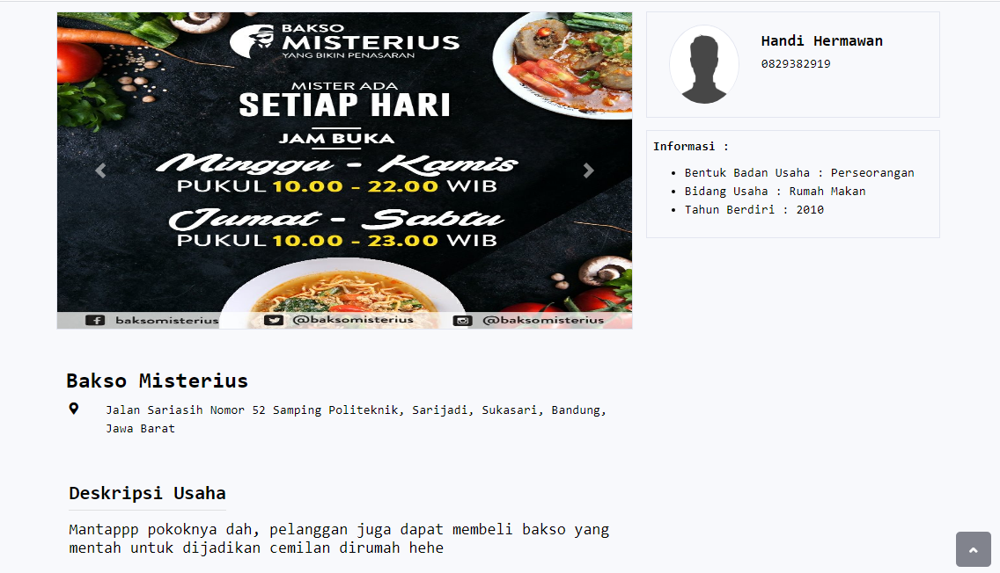 BAKSO
MISTERIUS
YANG BIKIN PENASARAN
MISTER ADA
SETIAP HARI
JAM BUKA
Minggu - Kamis
PUKUL 10.00 - 22.00 WIB
Jumat - Sabtu
PUKUL 10.00 - 23.00 WIB
baksomisterius @baksomisterius @baksomisterius
Handi Hermawan
0829382919
Informasi :
• Bentuk Badan Usaha : Perseorangan
• Bidang Usaha : Rumah Makan
• Tahun Berdiri : 2010
Bakso Misterius
Jalan Sariasih Nomor 52 Samping Politeknik, Sarijadi, Sukasari, Bandung,
Jawa Barat
Deskripsi Usaha
Mantappp pokoknya dah, pelanggan juga dapat membeli bakso yang
mentah untuk dijadikan cemilan dirumah hehe